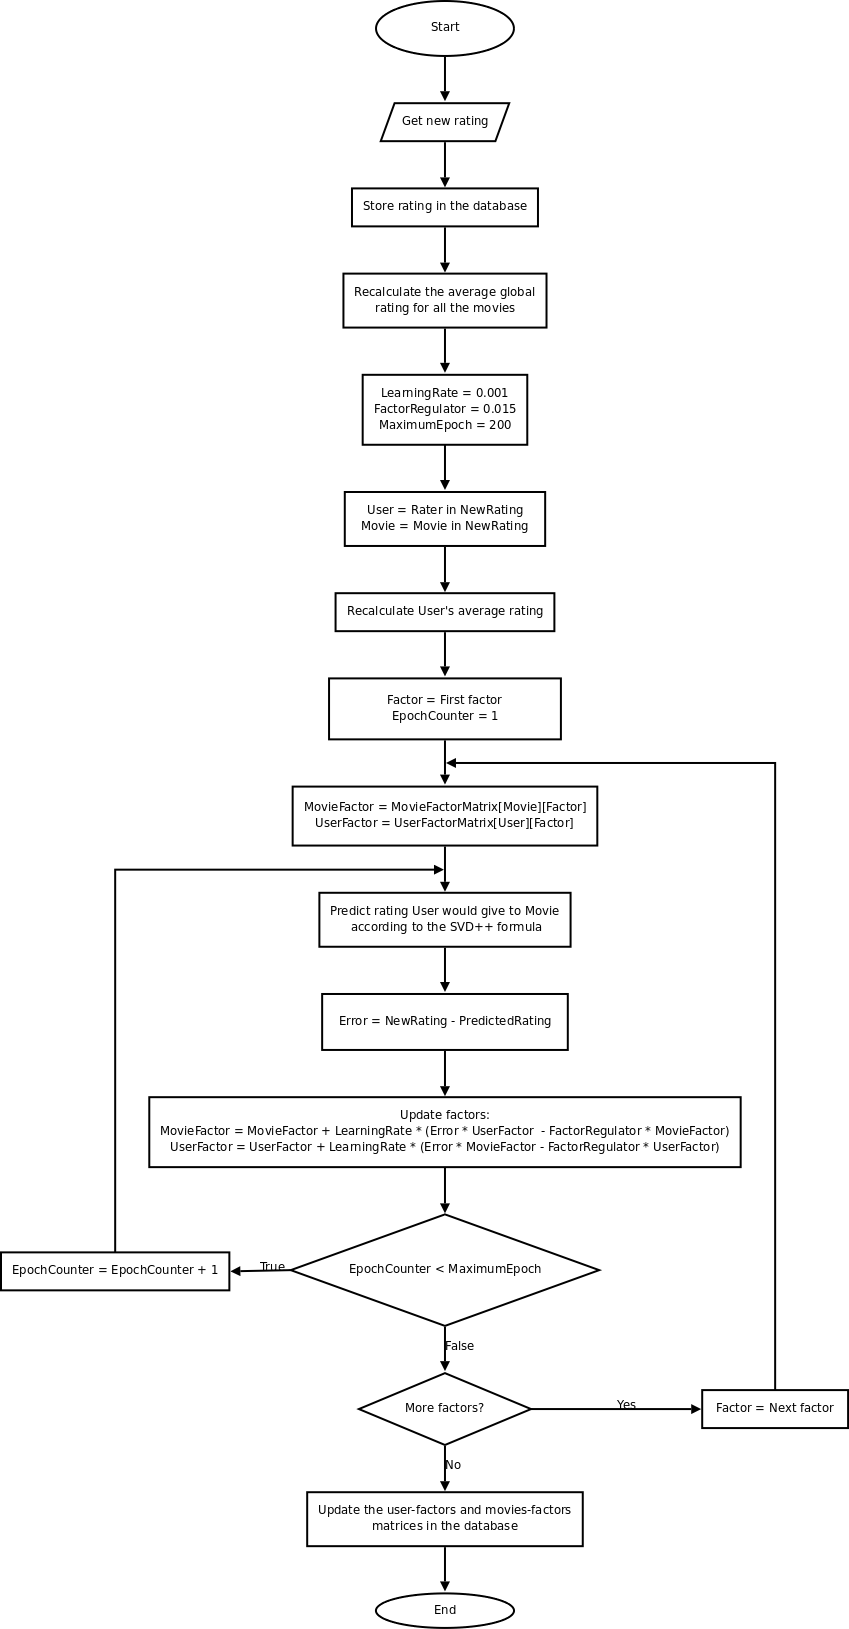 Start
Get new rating
Store rating in the database
Recalculate the average global
rating for all the movies
LearningRate = 0.001
FactorRegulator = 0.015
MaximumEpoch = 200
User = Rater in NewRating
Movie = Movie in NewRating
Recalculate User's average rating
Factor = First factor
EpochCounter = 1
MovieFactor = MovieFactorMatrix[Movie][Factor]
UserFactor = UserFactorMatrix[User][Factor]
Predict rating User would give to Movie
according to the SVD++ formula
Error = NewRating - PredictedRating
Update factors:
MovieFactor = MovieFactor + LearningRate * (Error * UserFactor  - FactorRegulator * MovieFactor)
UserFactor = UserFactor + LearningRate * (Error * MovieFactor - FactorRegulator * UserFactor)
EpochCounter = EpochCounter + 1
True
EpochCounter < MaximumEpoch
False
More factors?
Yes
Factor = Next factor
No
Update the user-factors and movies-factors
matrices in the database
End